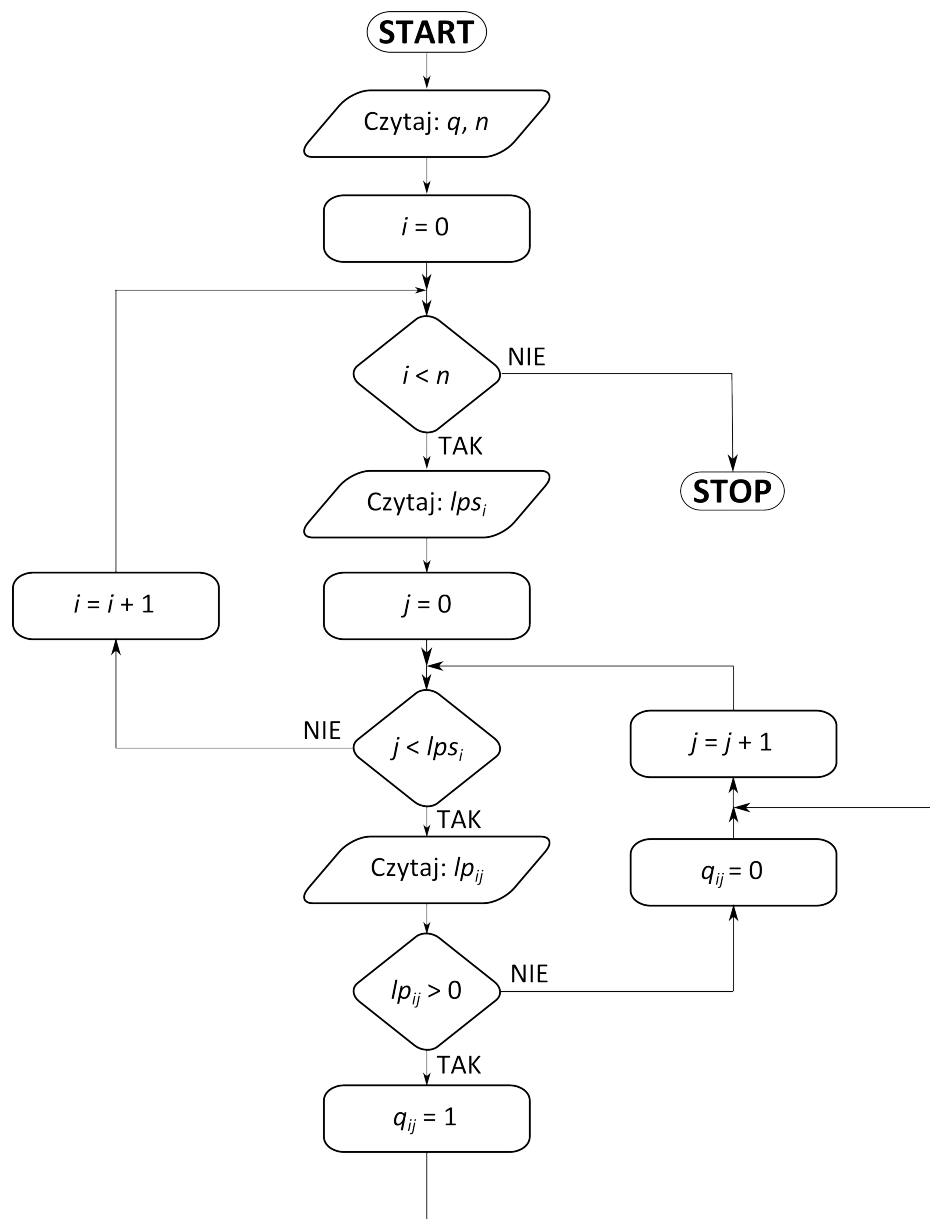 START
Czytaj: q, n
i = 0
i < n
NIE
TAK
STOP
Czytaj: lpsᵢ
j = 0
i = i + 1
j < lpsᵢ
NIE
TAK
j = j + 1
Czytaj: lpᵢⱼ
qᵢⱼ = 0
lpᵢⱼ > 0
NIE
TAK
qᵢⱼ = 1